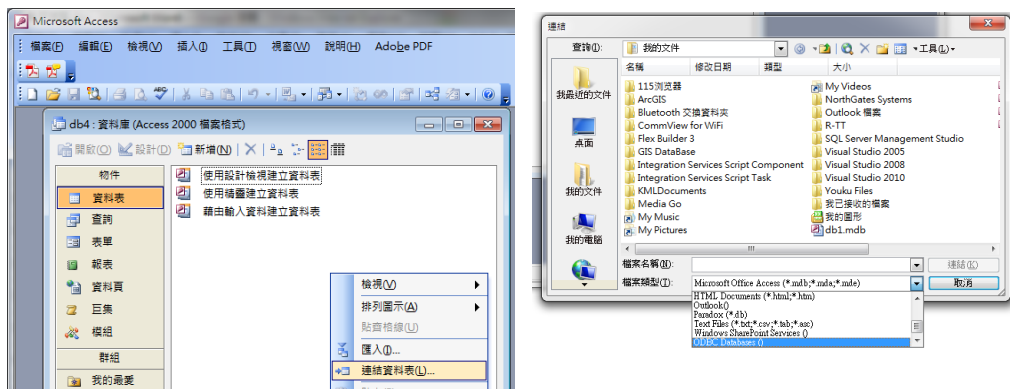 Microsoft Access
檔案(F) 編輯(E) 檢視(V) 插入(I) 工具(T) 視窗(W) 說明(H) Adobe PDF
db4 : 資料庫 (Access 2000 檔案格式)
開啟(O) 設計(D) 新增(N)
物件
資料表
查詢
表單
報表
資料頁
巨集
模組
群組
我的最愛
使用設計檢視建立資料表
使用精靈建立資料表
藉由輸入資料建立資料表
檢視(V)
排列圖示(A)
貼齊格線(U)
匯入(I)...
連結資料表(L)...
連結
查詢(I):
我的文件
工具(L)
名稱 修改日期 類型 大小
我最近的文件
桌面
我的文件
我的電腦
115浏览器
ArcGIS
Bluetooth 交換資料夾
CommView for WiFi
Flex Builder 3
GIS DataBase
Integration Services Script Component
Integration Services Script Task
KMLDocuments
Media Go
My Music
My Pictures
My Videos
NorthGates Systems
Outlook 檔案
R-TT
SQL Server Management Studio
Visual Studio 2005
Visual Studio 2008
Visual Studio 2010
Youku Files
我已接收的檔案
我的圖形
db1.mdb
檔案名稱(N):
連結(K)
檔案類型(T):
Microsoft Office Access (*.mdb;*.mda;*.mde)
取消
HTML Documents (*.html;*.htm)
Outlook()
Paradox (*.db)
Text Files (*.txt;*.csv;*.tab;*.asc)
Windows SharePoint Services ()
ODBC Databases ()